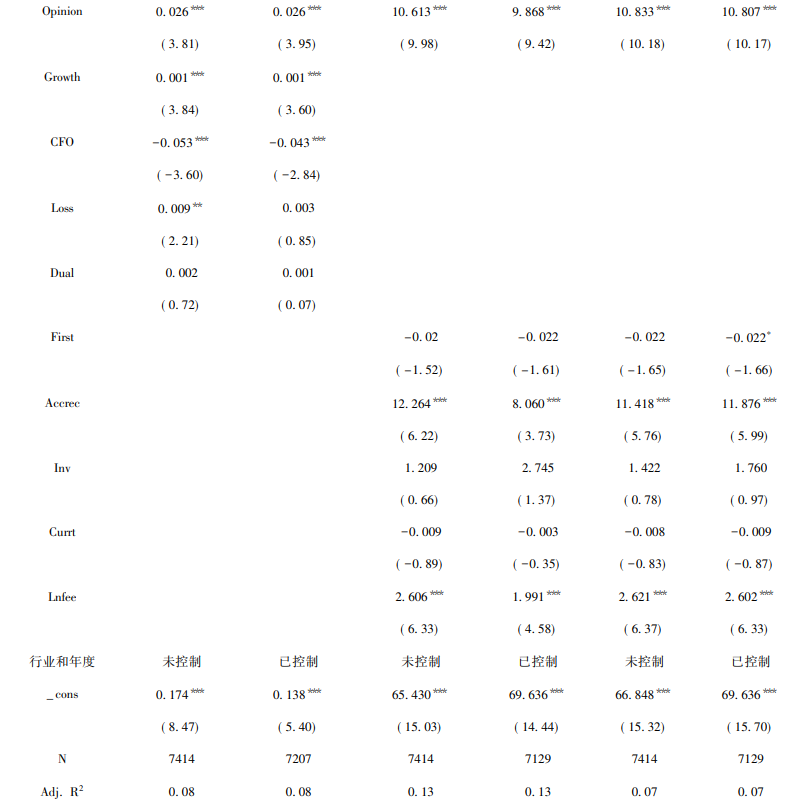 Opinion 0.026*** 0.026*** 10.613*** 9.868*** 10.833*** 10.807***
(3.81) (3.95) (9.98) (9.42) (10.18) (10.17)
Growth 0.001*** 0.001***
(3.84) (3.60)
CFO -0.053*** -0.043***
(-3.60) (-2.84)
Loss 0.009** 0.003
(2.21) (0.85)
Dual 0.002 0.001
(0.72) (0.07)
First -0.02 -0.022 -0.022 -0.022*
(-1.52) (-1.61) (-1.65) (-1.66)
Accrec 12.264*** 8.060*** 11.418*** 11.876***
(6.22) (3.73) (5.76) (5.99)
Inv 1.209 2.745 1.422 1.760
(0.66) (1.37) (0.78) (0.97)
Currt -0.009 -0.003 -0.008 -0.009
(-0.89) (-0.35) (-0.83) (-0.87)
Lnfee 2.606*** 1.991*** 2.621*** 2.602***
(6.33) (4.58) (6.37) (6.33)
行业和年度 未控制 已控制 未控制 已控制 未控制 已控制
_cons 0.174*** 0.138*** 65.430*** 69.636*** 66.848*** 69.636***
(8.47) (5.40) (15.03) (14.44) (15.32) (15.70)
N 7414 7207 7414 7129 7414 7129
Adj. R² 0.08 0.08 0.13 0.13 0.07 0.07